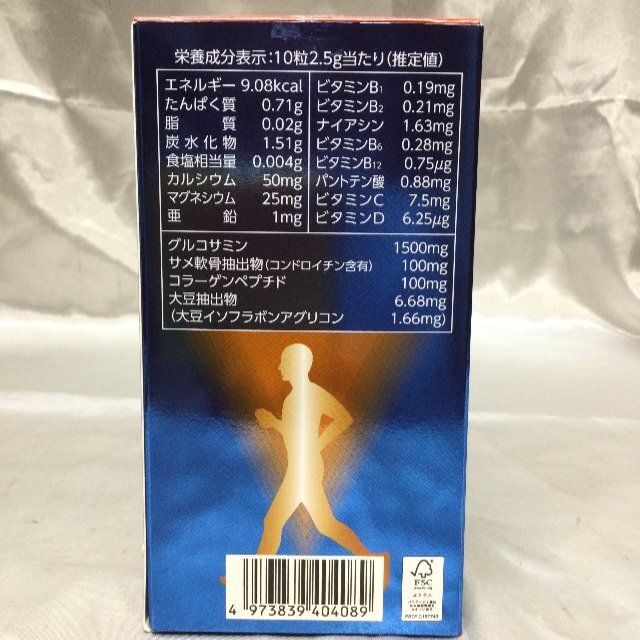 栄養成分表示:10粒2.5g当たり(推定値)
エネルギー 9.08kcal
たんぱく質 0.71g
脂質 0.02g
炭水化物 1.51g
食塩相当量 0.004g
カルシウム 50mg
マグネシウム 25mg
亜鉛 1mg
ビタミンB1 0.19mg
ビタミンB2 0.21mg
ナイアシン 1.63mg
ビタミンB6 0.28mg
ビタミンB12 0.75μg
パントテン酸 0.88mg
ビタミンC 7.5mg
ビタミンD 6.25μg
グルコサミン 1500mg
サメ軟骨抽出物(コンドロイチン含有) 100mg
コラーゲンペプチド 100mg
大豆抽出物 6.68mg
(大豆イソフラボンアグリコン 1.66mg)
4 973839 404089
FSC
ミックス